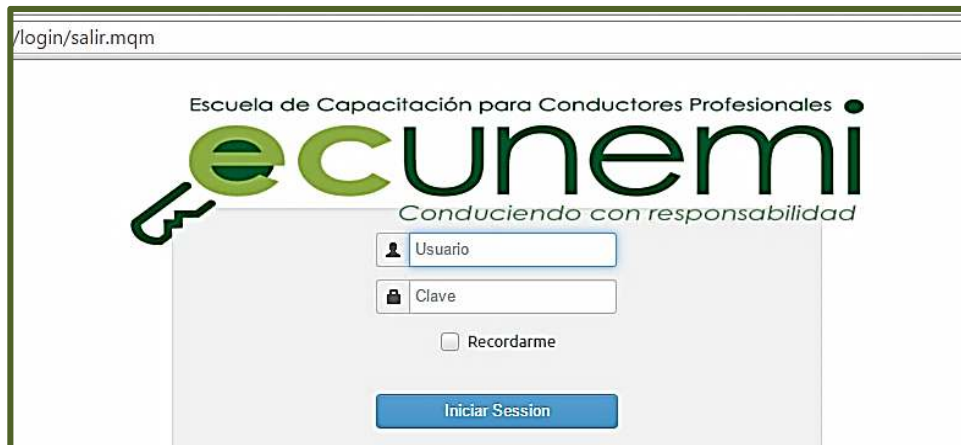 /login/salir.mqm
Escuela de Capacitación para Conductores Profesionales
ecunemi
Conduciendo con responsabilidad
Usuario
Clave
Recordarme
Iniciar Session